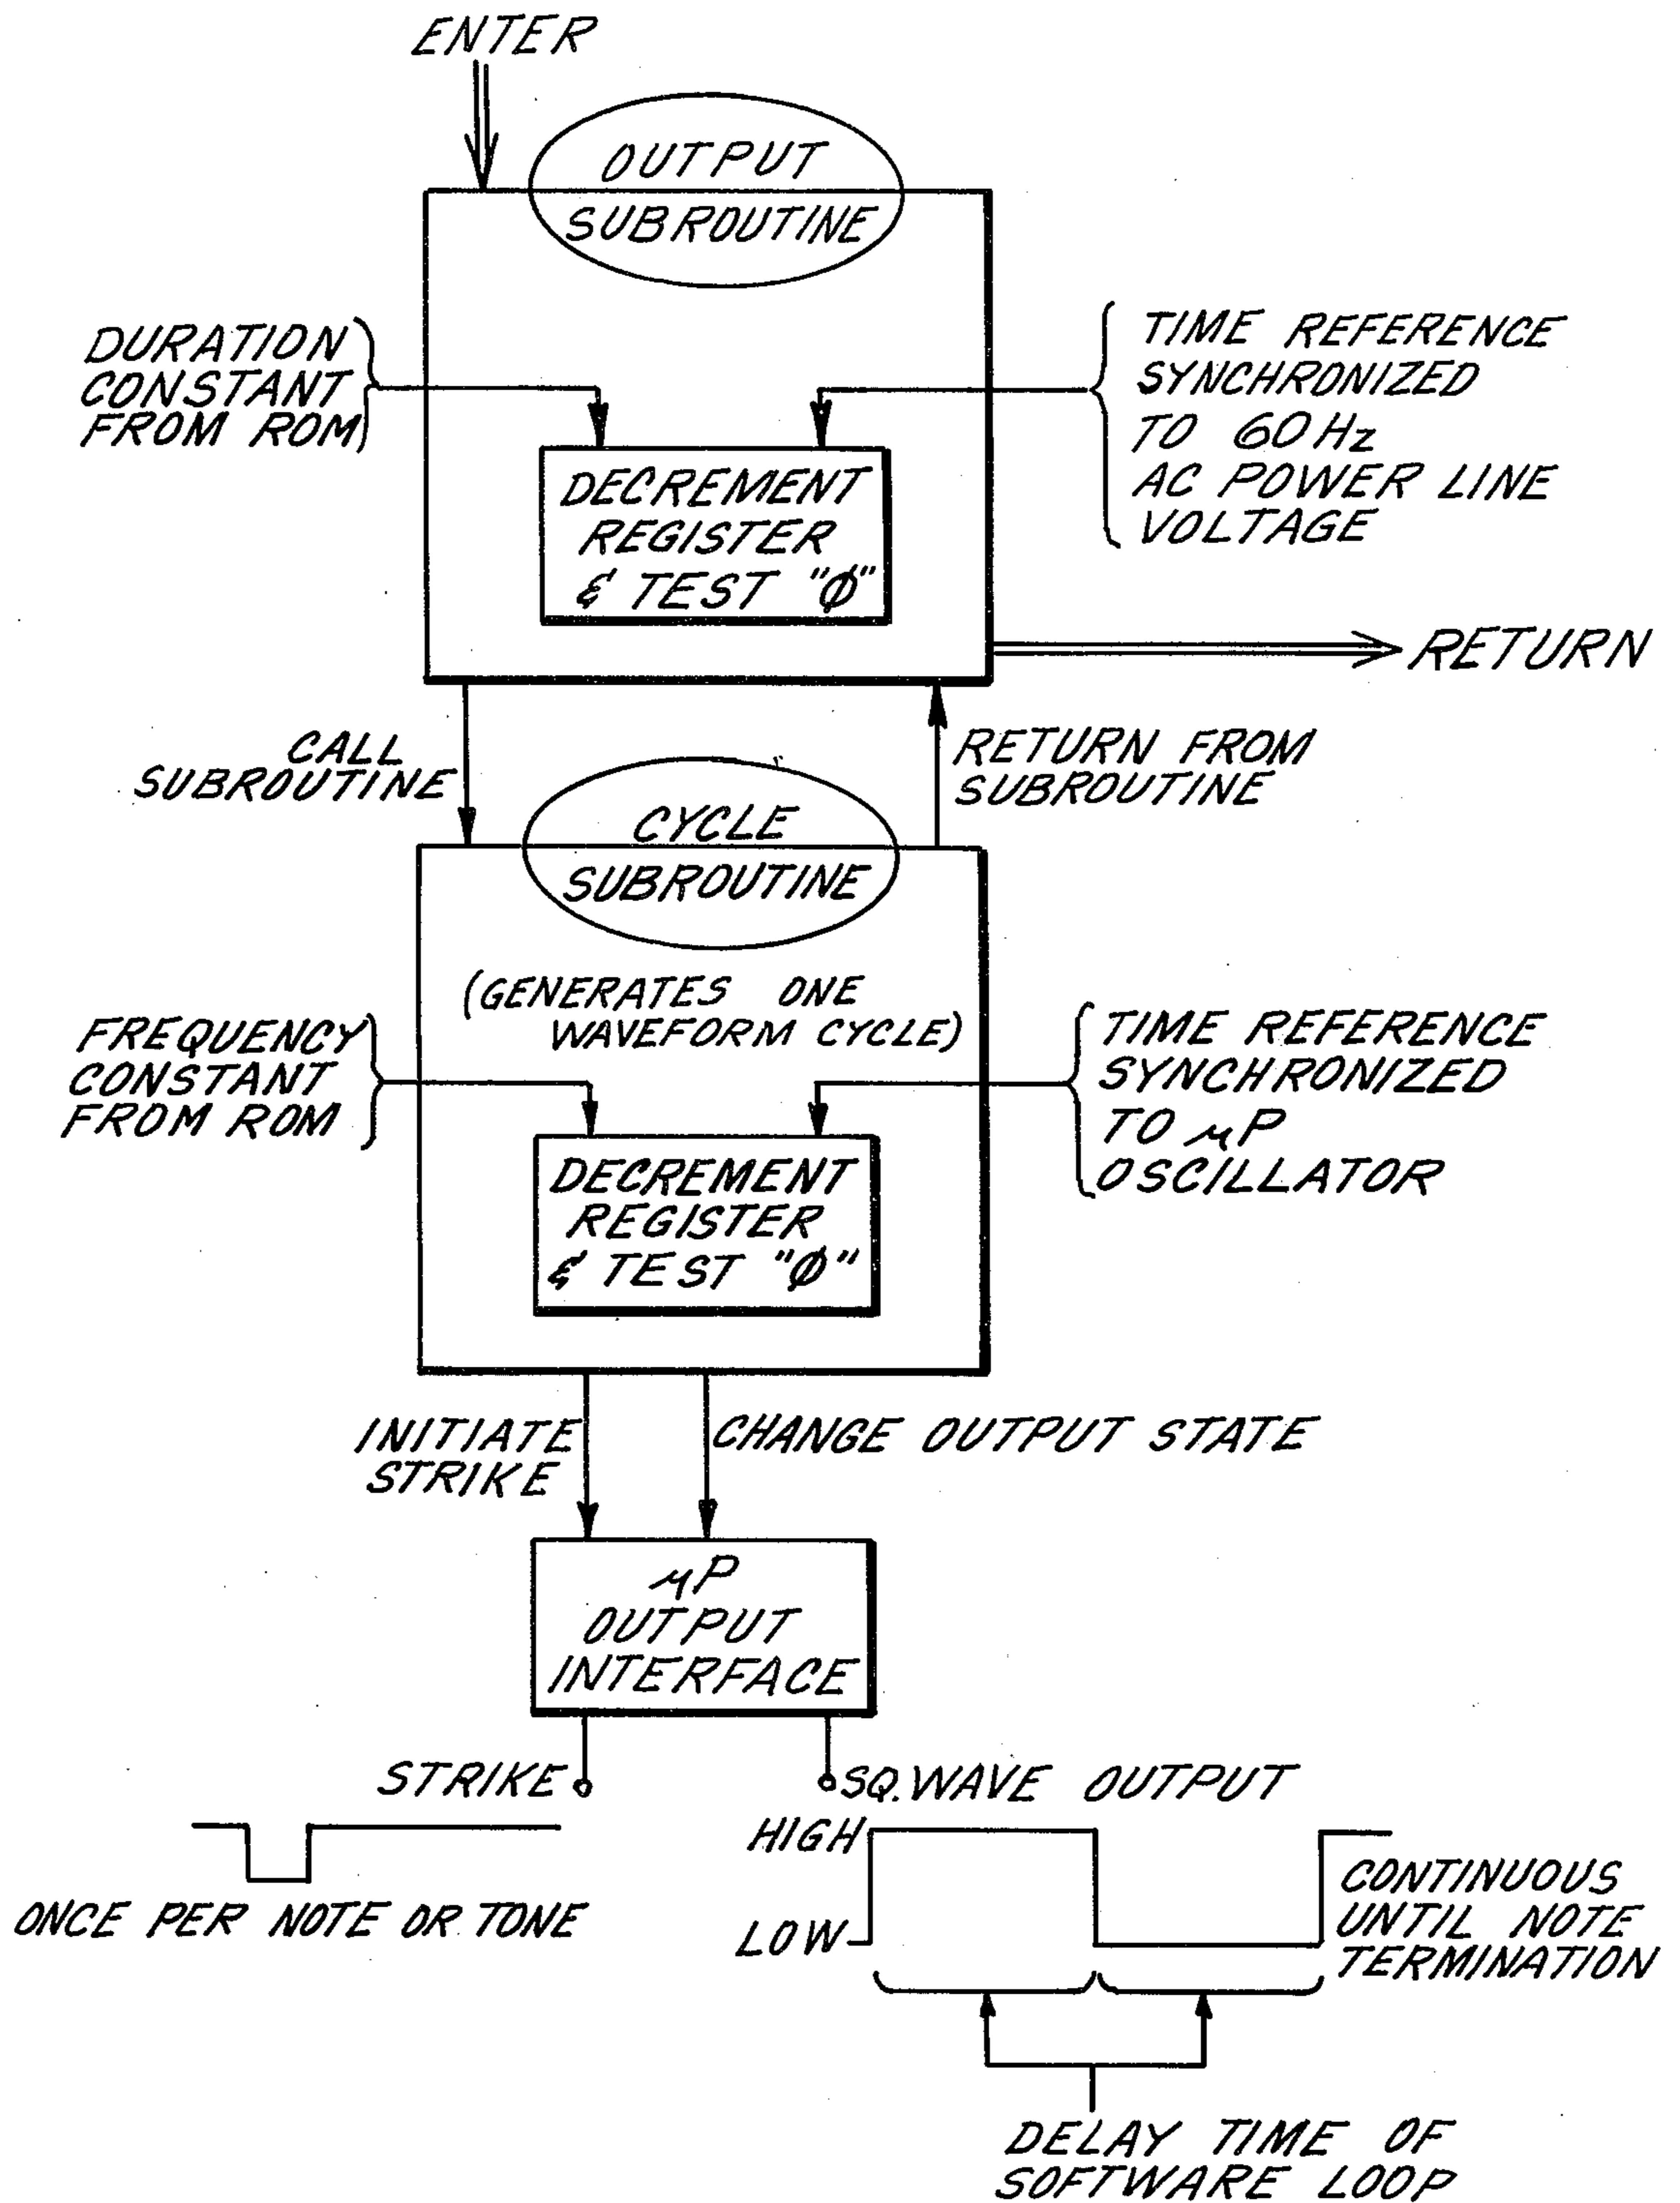 ENTER
OUTPUT
SUBROUTINE
DURATION
CONSTANT
FROM ROM
TIME REFERENCE
SYNCHRONIZED
TO 60Hz
AC POWER LINE
VOLTAGE
DECREMENT
REGISTER
& TEST "Ø"
RETURN
CALL
SUBROUTINE
RETURN FROM
SUBROUTINE
CYCLE
SUBROUTINE
(GENERATES ONE
WAVEFORM CYCLE)
FREQUENCY
CONSTANT
FROM ROM
TIME REFERENCE
SYNCHRONIZED
TO μP
OSCILLATOR
DECREMENT
REGISTER
& TEST "Ø"
INITIATE
STRIKE
CHANGE OUTPUT STATE
μP
OUTPUT
INTERFACE
STRIKE
SQ.WAVE OUTPUT
HIGH
LOW
ONCE PER NOTE OR TONE
CONTINUOUS
UNTIL NOTE
TERMINATION
DELAY TIME OF
SOFTWARE LOOP